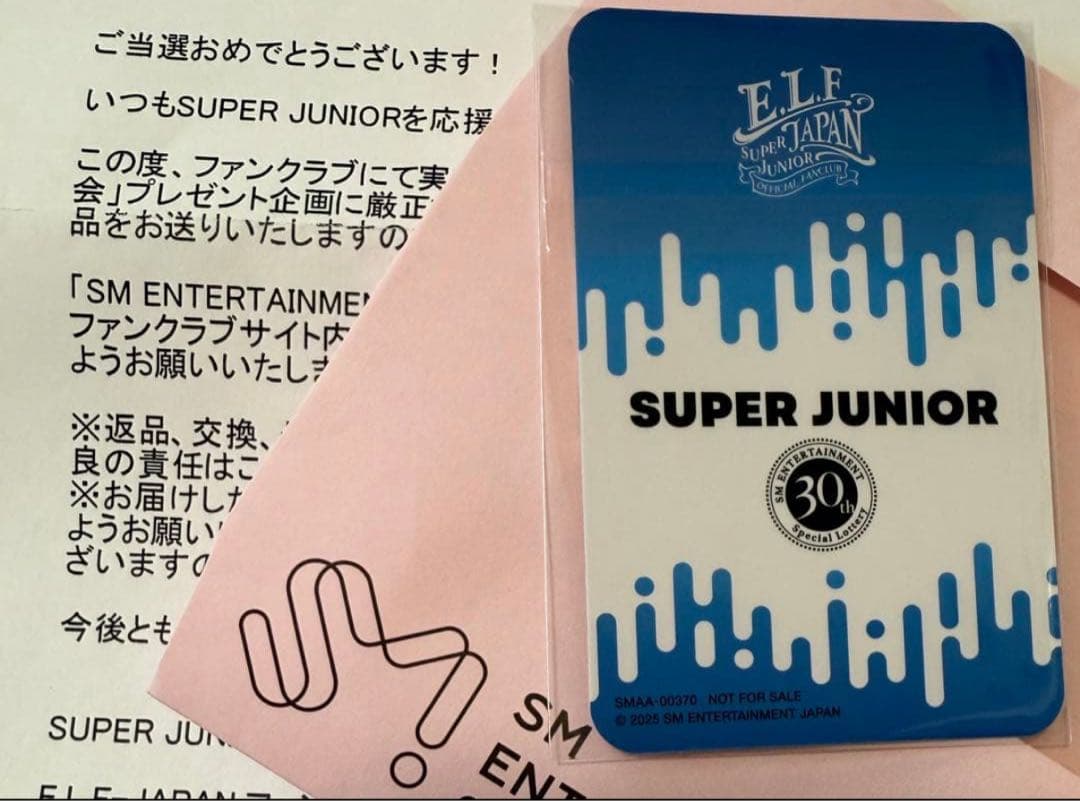 ご当選おめでとうございます！
いつもSUPER JUNIORを応援
この度、ファンクラブにて実
会」プレゼント企画に厳正
品をお送りいたしますの
「SM ENTERTAINMEN
ファンクラブサイト内
ようお願いいたしま
※返品、交換、
良の責任はご
※お届けした
ようお願い
ざいますの
今後とも
SUPER JUN
E.L.F-JAPAN
SM
ENT
E.L.F
SUPER JUNIOR JAPAN
OFFICIAL FANCLUB
SUPER JUNIOR
SM ENTERTAINMENT
30th
Special Lottery
SMAA-00370 NOT FOR SALE
© 2025 SM ENTERTAINMENT JAPAN